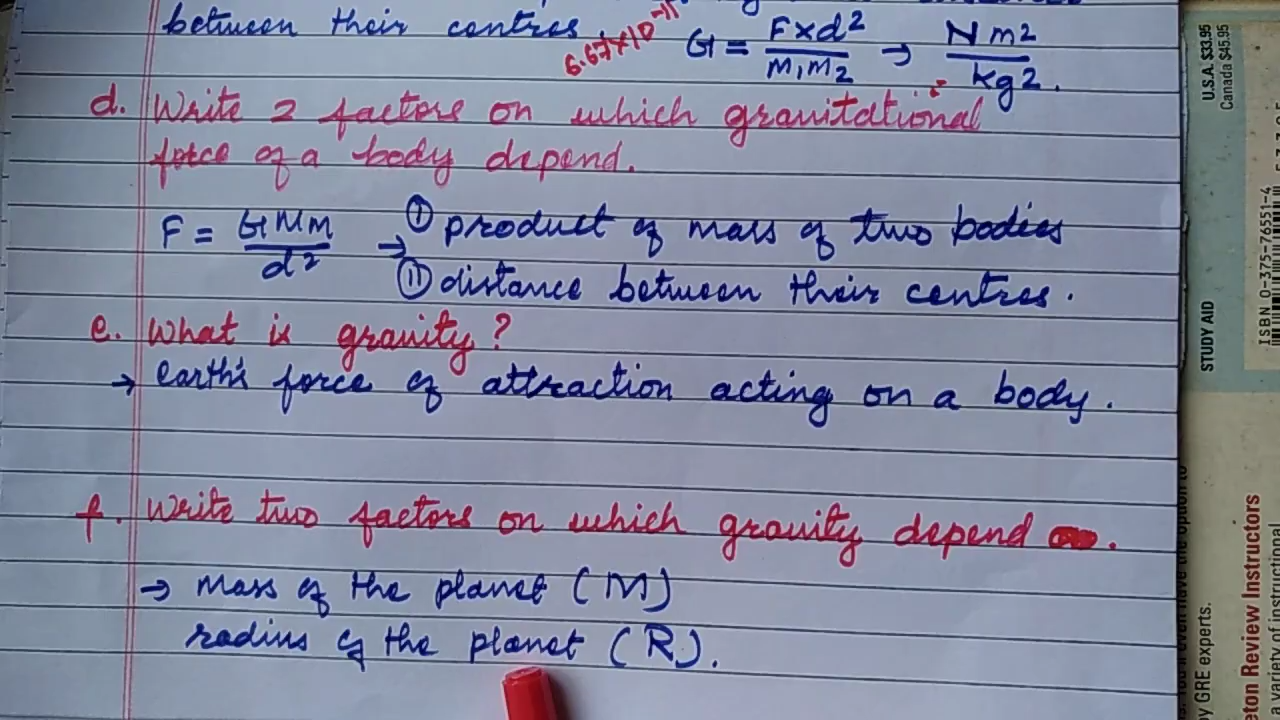 between their centres.
6.67×10⁻¹¹
G = F×d² / M₁M₂ → Nm² / kg².
d. Write 2 factors on which gravitational
force of a body depend.
F = GMm / d² → ① product of mass of two bodies
② distance between their centres.
e. What is gravity?
→ earth's force of attraction acting on a body.
f. Write two factors on which gravity depend .
→ Mass of the planet (M)
radius of the planet (R).
U.S.A. $33.95
Canada $45.95
STUDY AID
ISBN 0-375-76551-4
GRE experts.
eton Review Instructors
a variety of instructional